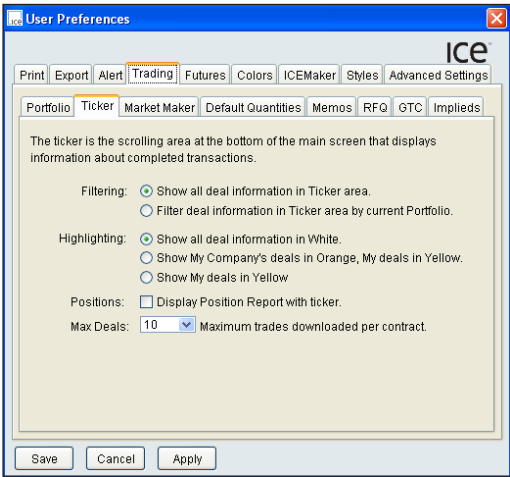 ice User Preferences
ice
Print Export Alert Trading Futures Colors ICEMaker Styles Advanced Settings
Portfolio Ticker Market Maker Default Quantities Memos RFQ GTC Implieds
The ticker is the scrolling area at the bottom of the main screen that displays
information about completed transactions.
Filtering: Show all deal information in Ticker area.
Filter deal information in Ticker area by current Portfolio.
Highlighting: Show all deal information in White.
Show My Company's deals in Orange, My deals in Yellow.
Show My deals in Yellow
Positions: Display Position Report with ticker.
Max Deals: 10 Maximum trades downloaded per contract.
Save Cancel Apply